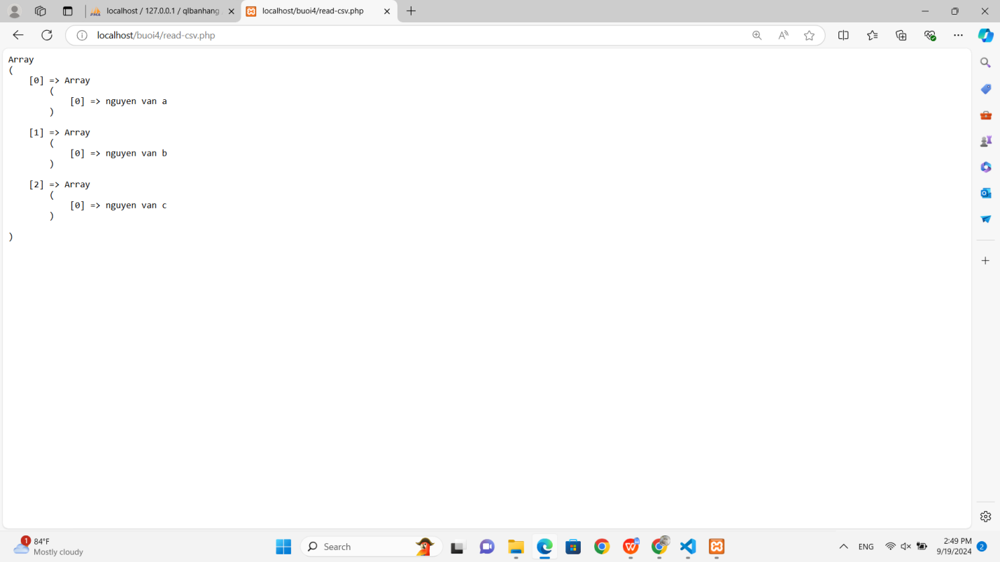 PMA
localhost / 127.0.0.1 / qlbanhang
localhost/buoi4/read-csv.php
localhost/buoi4/read-csv.php
Array
(
    [0] => Array
        (
            [0] => nguyen van a
        )
    [1] => Array
        (
            [0] => nguyen van b
        )
    [2] => Array
        (
            [0] => nguyen van c
        )
)
1
84°F
Mostly cloudy
Search
ENG
2:49 PM
9/19/2024
2